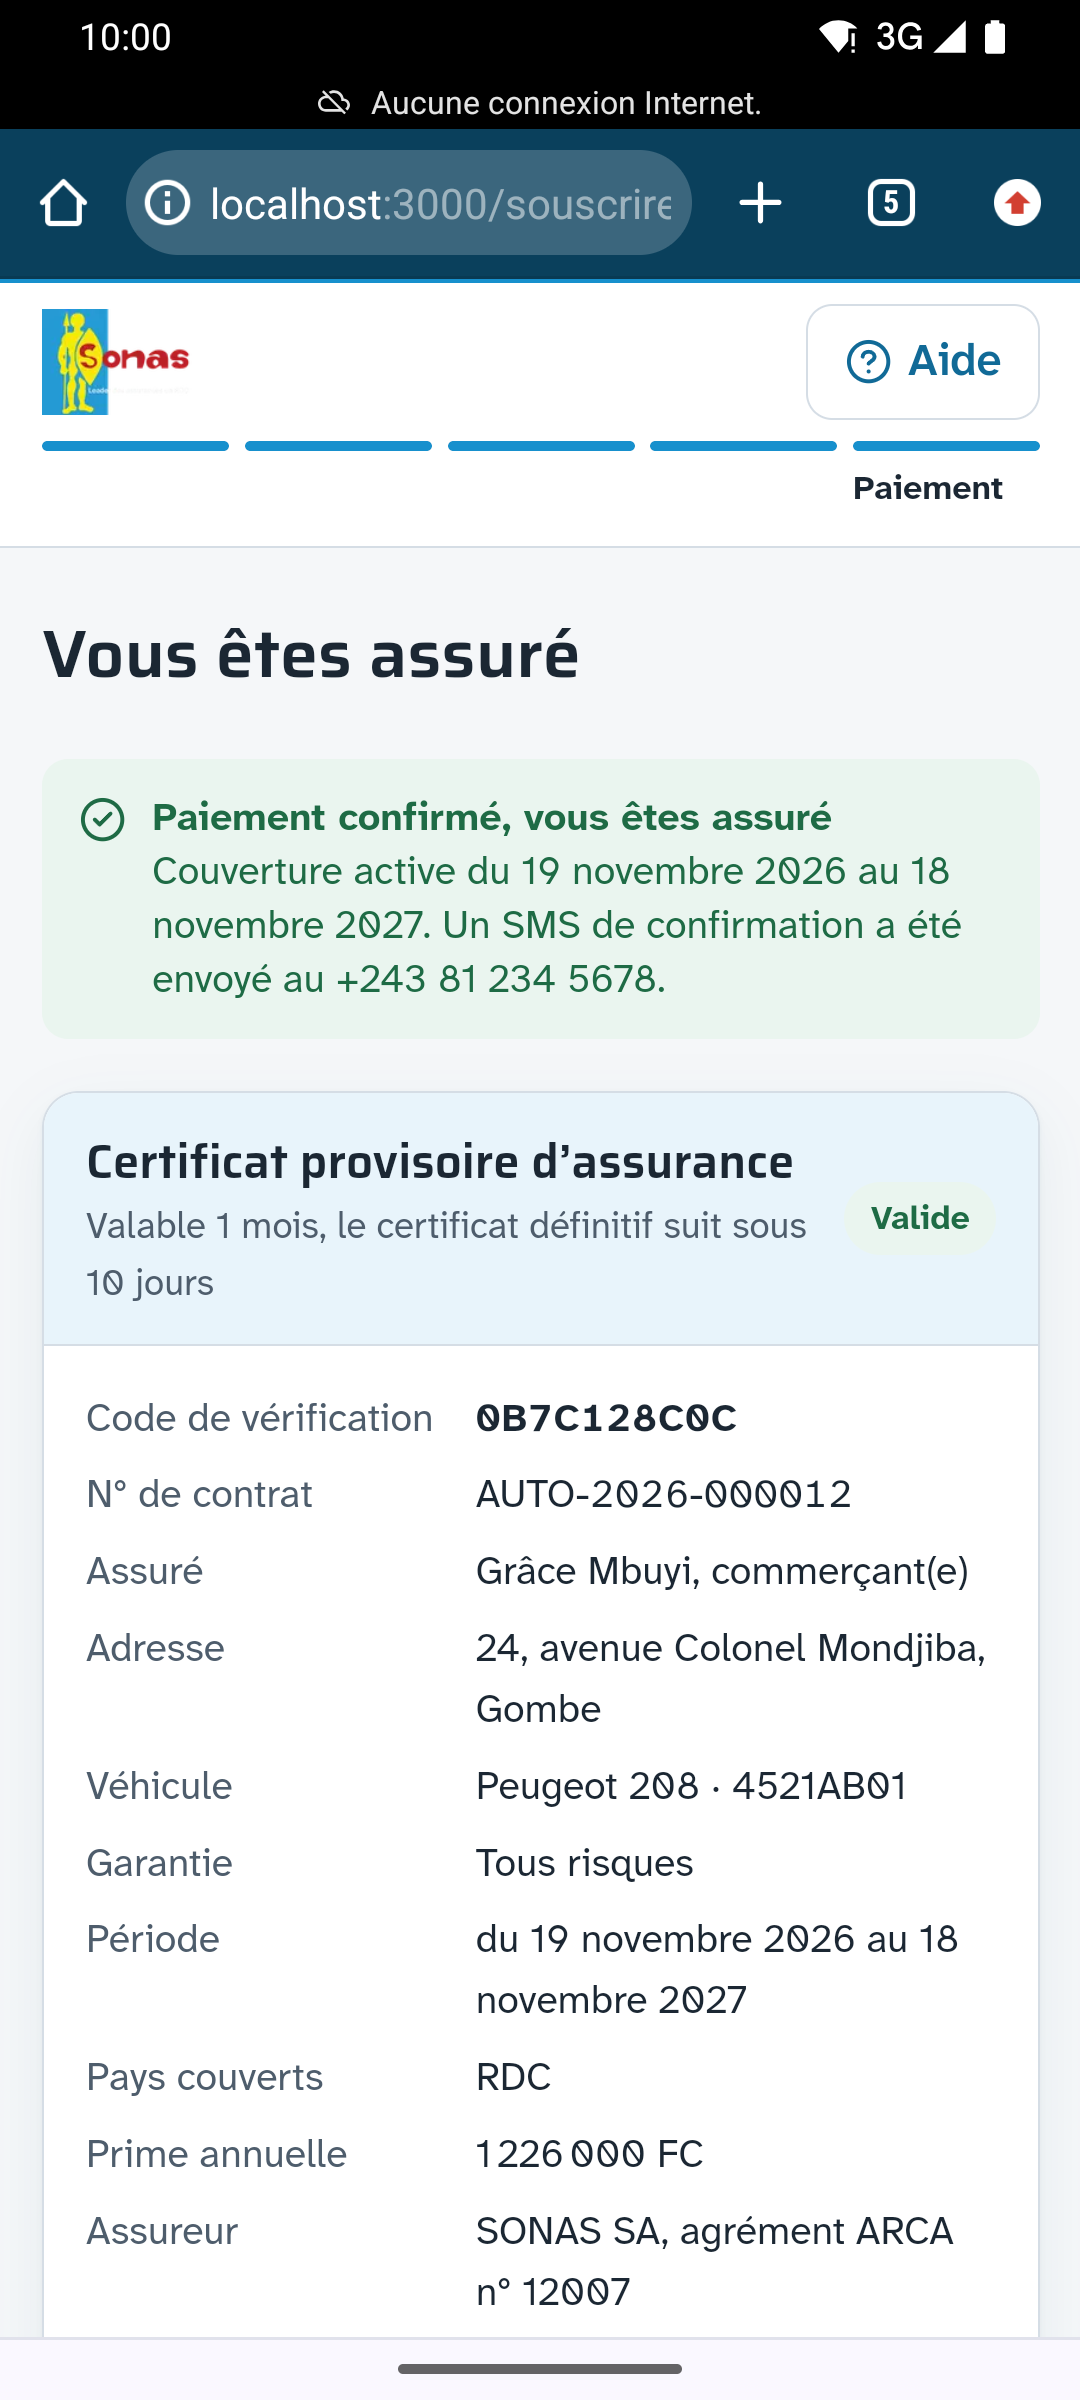 10:00
3G
Aucune connexion Internet.
localhost:3000/souscrire
5
Sonas
Aide
Paiement
Vous êtes assuré
Paiement confirmé, vous êtes assuré
Couverture active du 19 novembre 2026 au 18
novembre 2027. Un SMS de confirmation a été
envoyé au +243 81 234 5678.
Certificat provisoire d’assurance
Valable 1 mois, le certificat définitif suit sous
10 jours
Valide
Code de vérification 0B7C128C0C
N° de contrat AUTO-2026-000012
Assuré Grâce Mbuyi, commerçant(e)
Adresse 24, avenue Colonel Mondjiba,
Gombe
Véhicule Peugeot 208 · 4521AB01
Garantie Tous risques
Période du 19 novembre 2026 au 18
novembre 2027
Pays couverts RDC
Prime annuelle 1 226 000 FC
Assureur SONAS SA, agrément ARCA
n° 12007